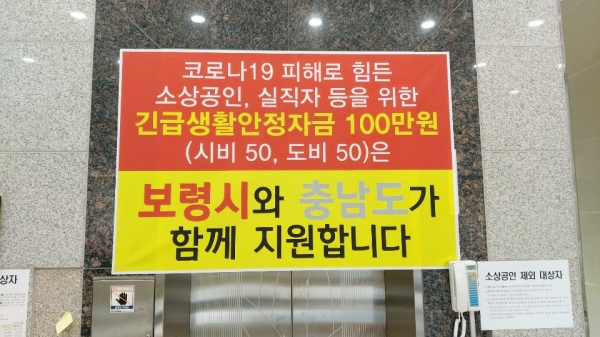 코로나19 피해로 힘든
소상공인, 실직자 등을 위한
긴급생활안정자금 100만원
(시비 50, 도비 50)은
보령시와 충남도가
함께 지원합니다
상자
소상공인 제외 대상자